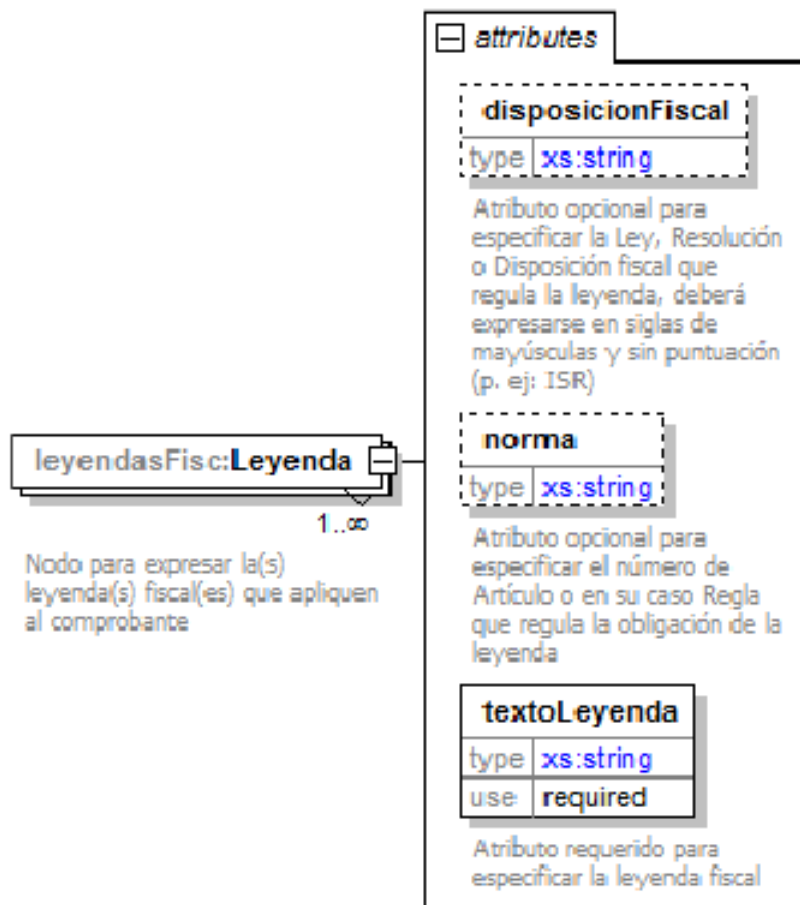 attributes
disposicionFiscal
type xs:string
Atributo opcional para
especificar la Ley, Resolución
o Disposición fiscal que
regula la leyenda, deberá
expresarse en siglas de
mayúsculas y sin puntuación
(p. ej: ISR)
leyendasFisc:Leyenda
1..∞
Nodo para expresar la(s)
leyenda(s) fiscal(es) que apliquen
al comprobante
norma
type xs:string
Atributo opcional para
especificar el número de
Artículo o en su caso Regla
que regula la obligación de la
leyenda
textoLeyenda
type xs:string
use required
Atributo requerido para
especificar la leyenda fiscal